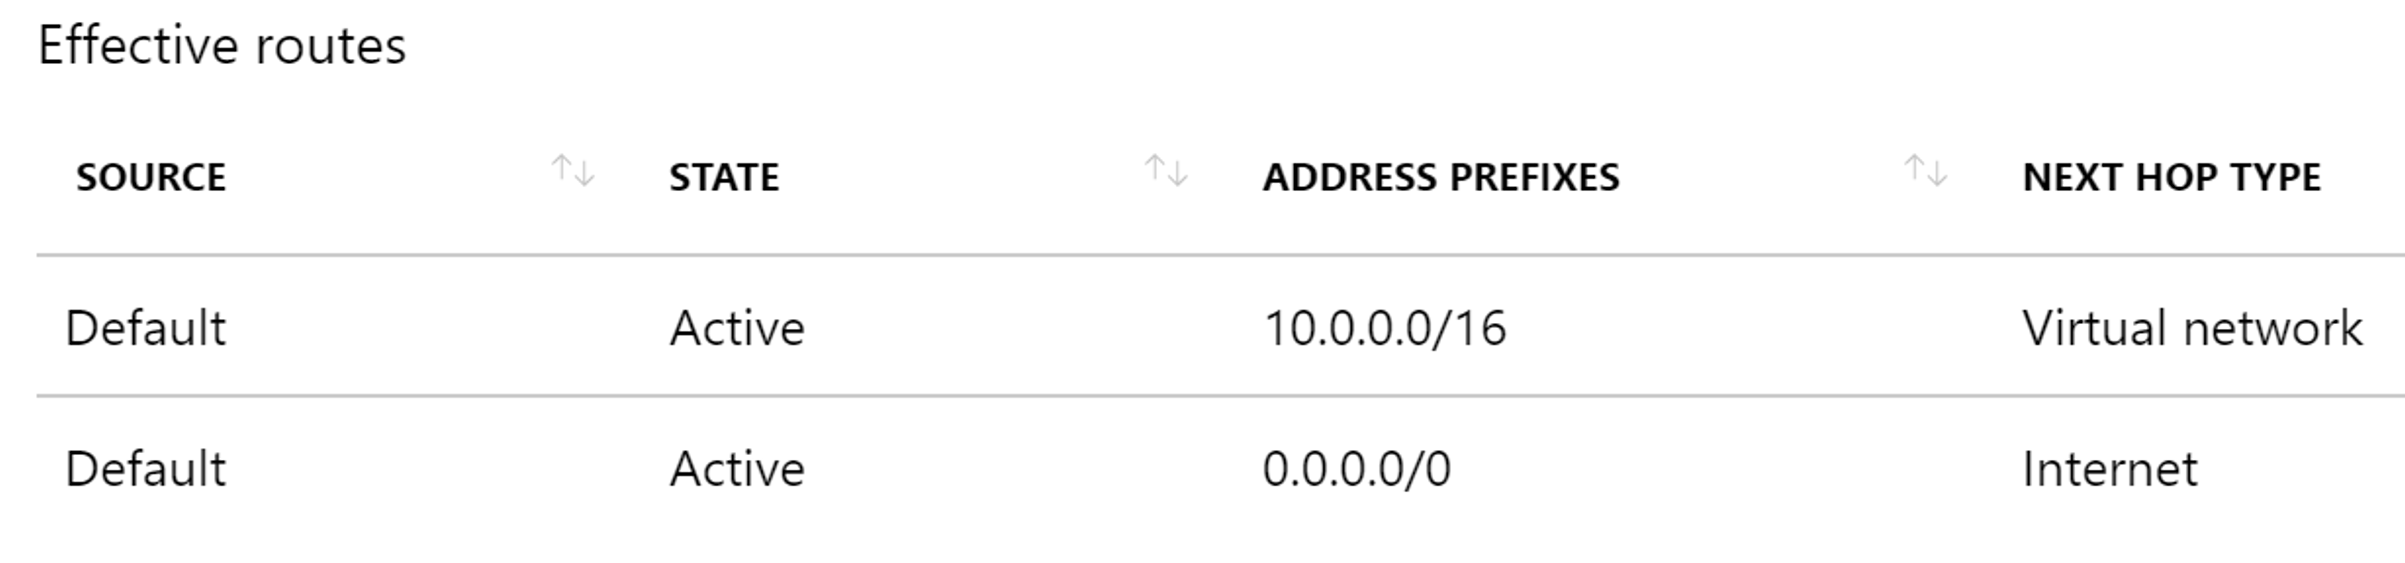 Effective routes
SOURCE ↑↓ STATE ↑↓ ADDRESS PREFIXES ↑↓ NEXT HOP TYPE
Default Active 10.0.0.0/16 Virtual network
Default Active 0.0.0.0/0 Internet